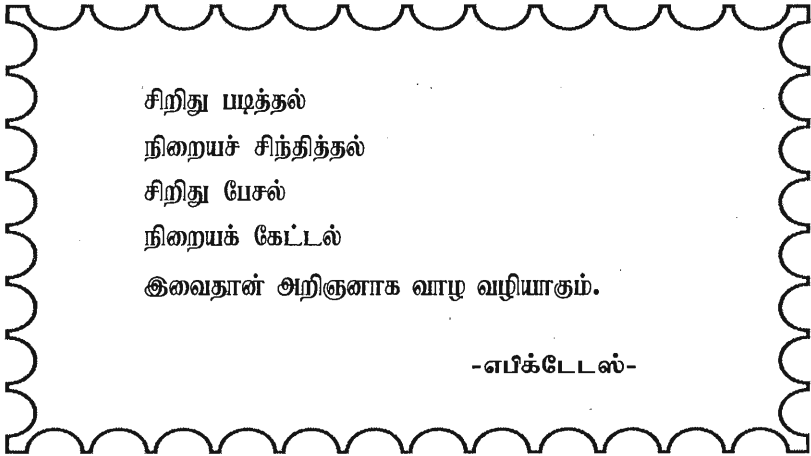 சிறிது படித்தல்
நிறையச் சிந்தித்தல்
சிறிது பேசல்
நிறையக் கேட்டல்
இவைதான் அறிஞனாக வாழ வழியாகும்.
-எபிக்டேடஸ்-